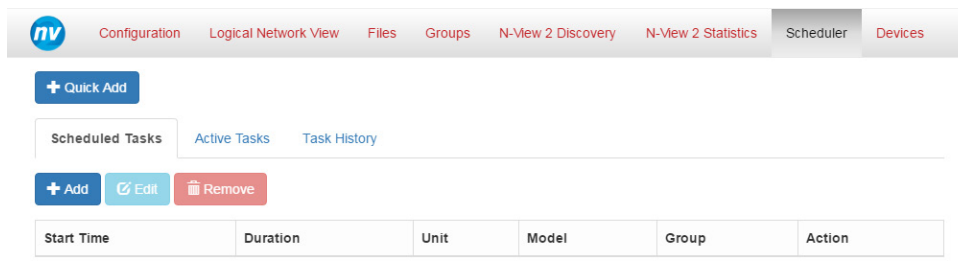 nv Configuration Logical Network View Files Groups N-View 2 Discovery N-View 2 Statistics Scheduler Devices
Quick Add
Scheduled Tasks Active Tasks Task History
Add Edit Remove
Start Time Duration Unit Model Group Action